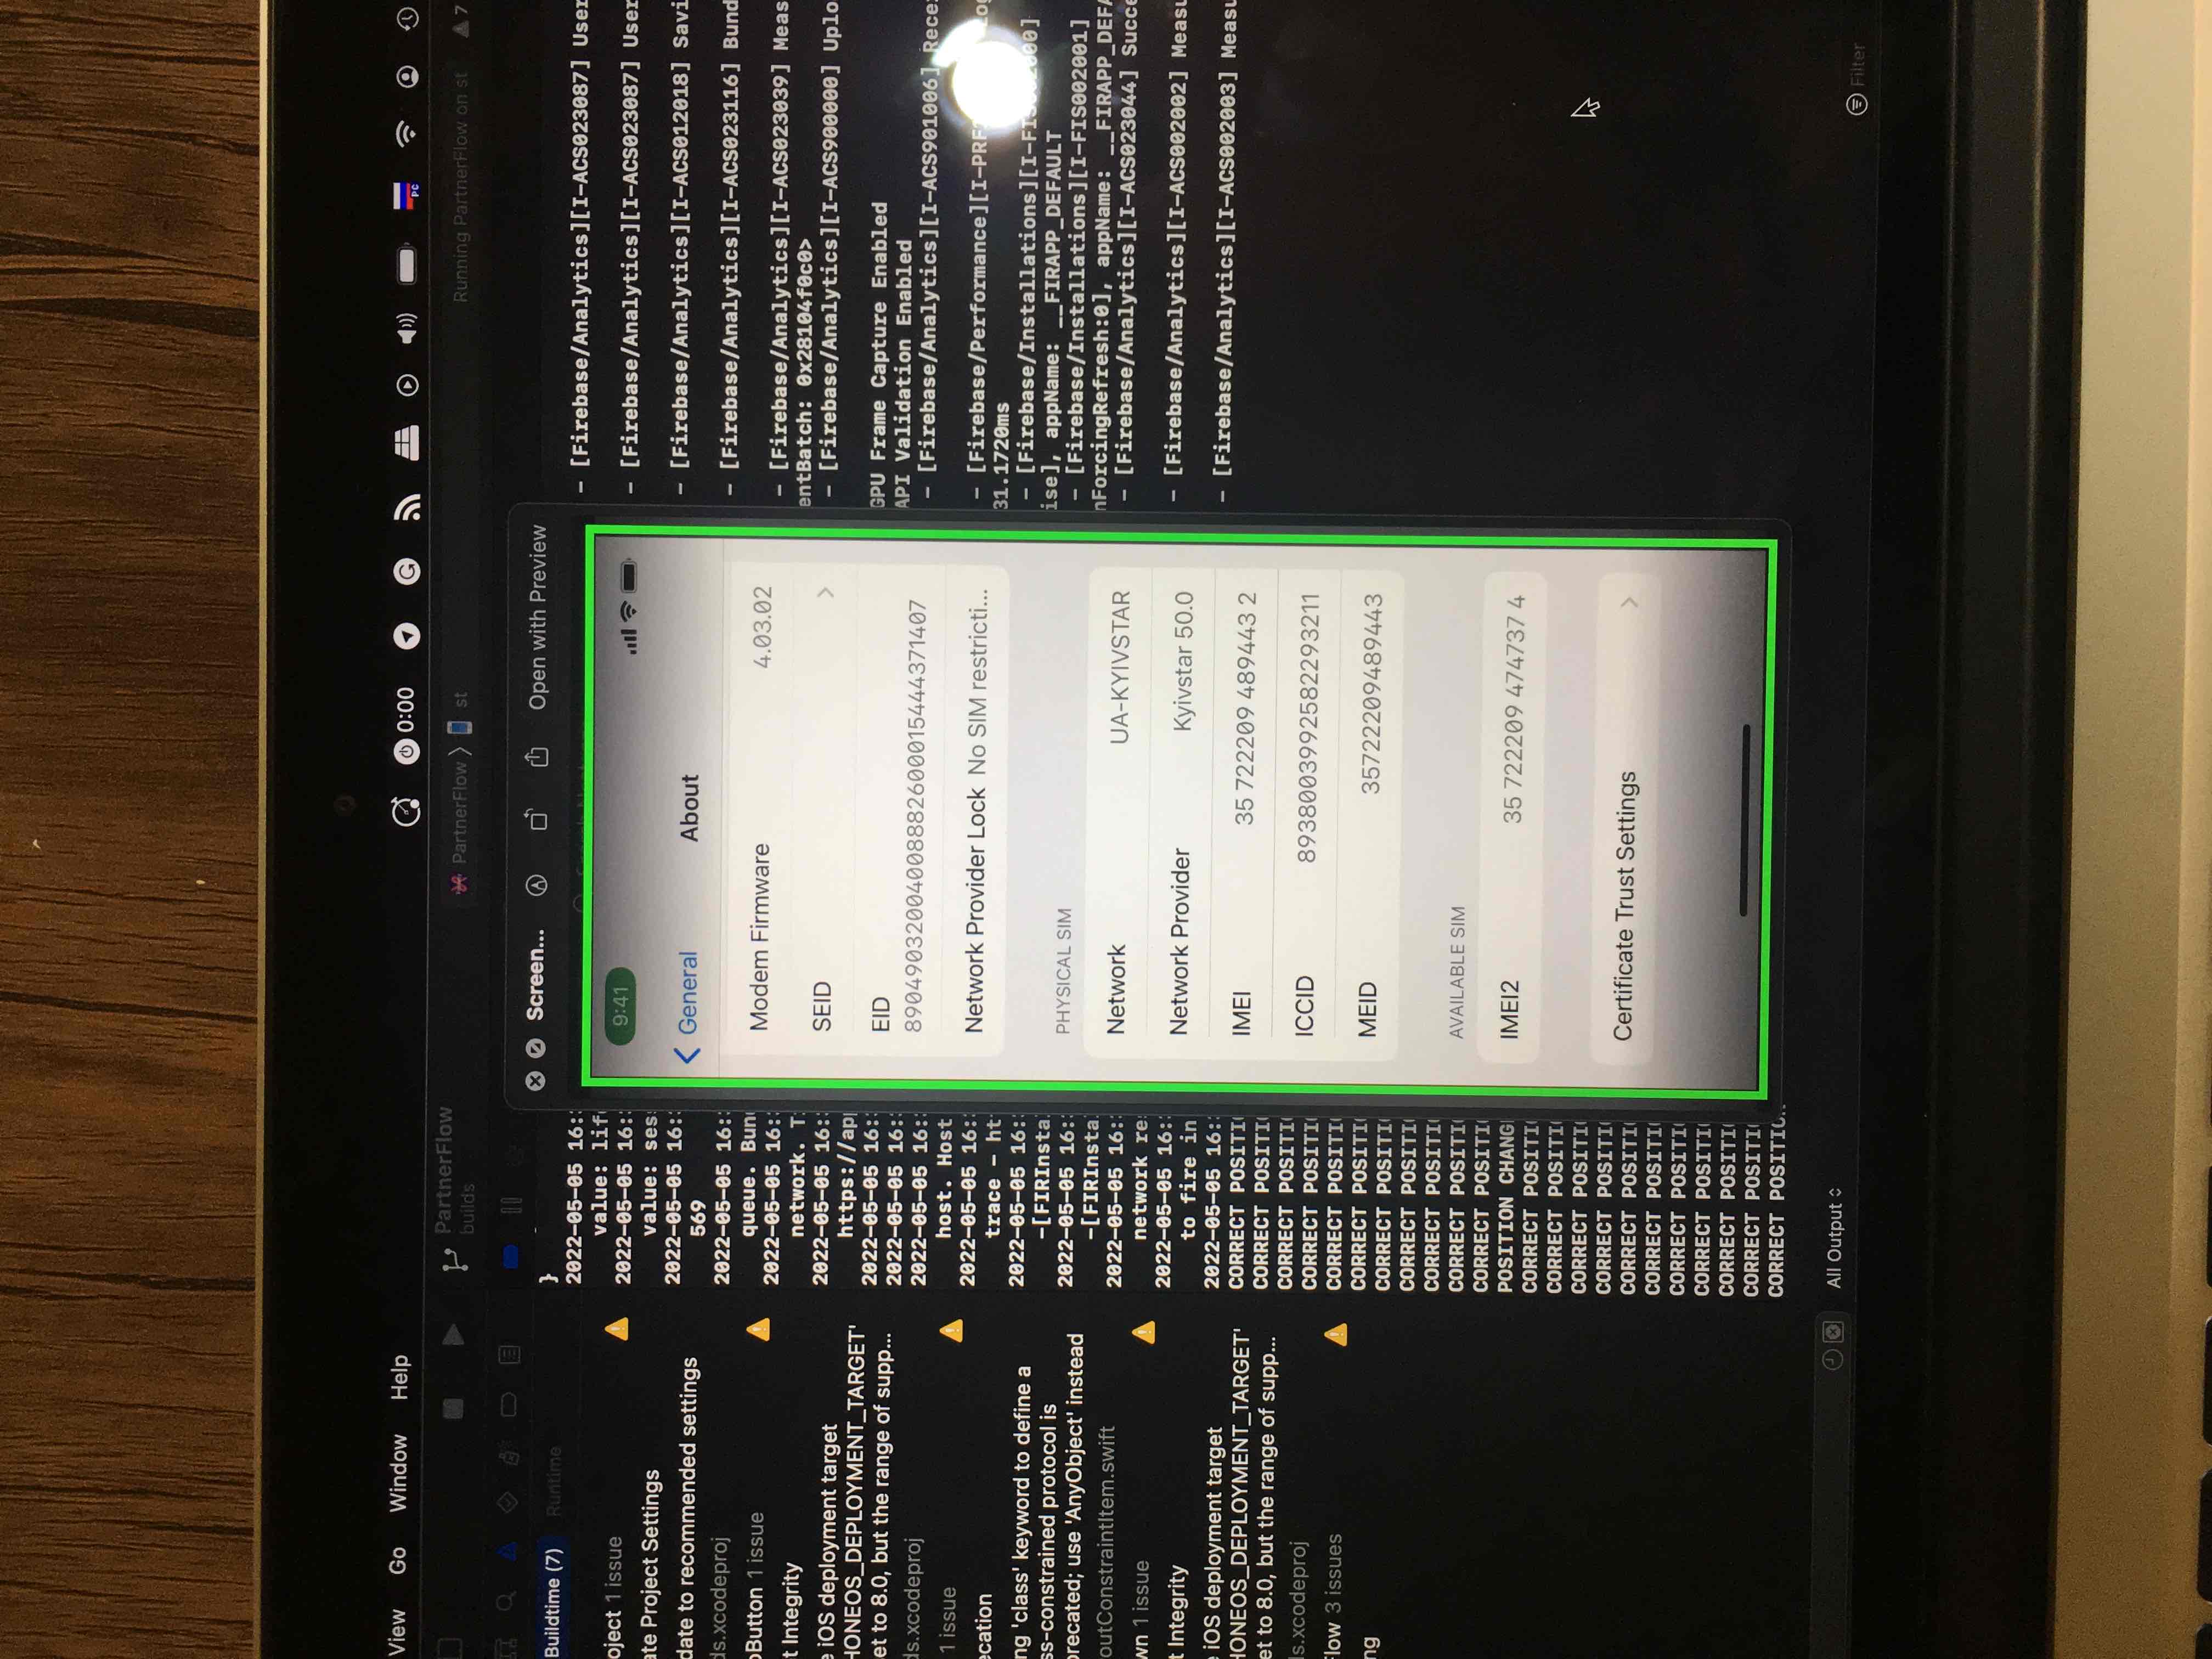 View Go Window Help 0:00 PC
PartnerFlow
builds
PartnerFlow st
Running PartnerFlow on st 7
Buildtime (7) Runtime
oject 1 issue
ate Project Settings
date to recommended settings
ds.xcodeproj
oButton 1 issue
t Integrity
e iOS deployment target
HONEOS_DEPLOYMENT_TARGET'
et to 8.0, but the range of supp...
ds.xcodeproj
1 issue
ecation
ng 'class' keyword to define a
ss-constrained protocol is
precated; use 'AnyObject' instead
outConstraintItem.swift
wn 1 issue
t Integrity
e iOS deployment target
HONEOS_DEPLOYMENT_TARGET'
et to 8.0, but the range of supp...
ds.xcodeproj
Flow 3 issues
ng
}
2022-05-05 16:
value: lif
2022-05-05 16:
value: ses
2022-05-05 16:
569
2022-05-05 16:
queue. Bun
2022-05-05 16:
network. T
2022-05-05 16:
https://ap
2022-05-05 16:
2022-05-05 16:
2022-05-05 16:
host. Host
2022-05-05 16:
trace - ht
2022-05-05 16:
-[FIRInsta
2022-05-05 16:
-[FIRInsta
2022-05-05 16:
network re
2022-05-05 16:
to fire in
2022-05-05 16:
CORRECT POSITI
CORRECT POSITI
CORRECT POSITI
CORRECT POSITI
CORRECT POSITI
CORRECT POSITI
CORRECT POSITI
CORRECT POSITI
CORRECT POSITI
CORRECT POSITI
CORRECT POSITI
POSITION CHANG
CORRECT POSITI
CORRECT POSITI
CORRECT POSITI
CORRECT POSITI
CORRECT POSITI
CORRECT POSITI
CORRECT POSITI
CORRECT POSITI
CORRECT POSITI
CORRECT POSITI
CORRECT POSITIO
All Output
Screen... Open with Preview
9:41
General About
Modem Firmware 4.03.02
SEID
EID
89049032004008882600015444371407
Network Provider Lock No SIM restricti...
PHYSICAL SIM
Network UA-KYIVSTAR
Network Provider Kyivstar 50.0
IMEI 35 722209 489443 2
ICCID 8938003992582293211
MEID 35722209489443
AVAILABLE SIM
IMEI2 35 722209 474737 4
Certificate Trust Settings
- [Firebase/Analytics][I-ACS023087] User
- [Firebase/Analytics][I-ACS023087] User
- [Firebase/Analytics][I-ACS012018] Savi
- [Firebase/Analytics][I-ACS023116] Bund
- [Firebase/Analytics][I-ACS023039] Meas
entBatch: 0x28104f0c0>
- [Firebase/Analytics][I-ACS900000] Uplo
GPU Frame Capture Enabled
API Validation Enabled
- [Firebase/Analytics][I-ACS901006] Rece
- [Firebase/Performance][I-PRF
31.1720ms
- [Firebase/Installations]
ise], appName: __FIRAPP_DEFAULT
- [Firebase/Installations][I-FIS002001]
nForcingRefresh:0], appName: __FIRAPP_DEFA
- [Firebase/Analytics][I-ACS023044] Succe
- [Firebase/Analytics][I-ACS002002] Measu
- [Firebase/Analytics][I-ACS002003] Measu
Filter